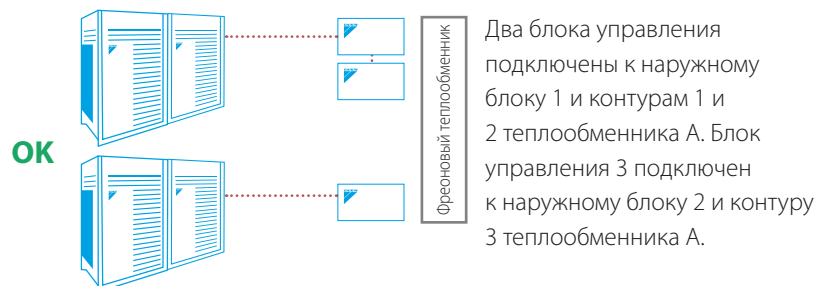 OK
Фреоновый теплообменник
Два блока управления
подключены к наружному
блоку 1 и контурам 1 и
2 теплообменника А. Блок
управления 3 подключен
к наружному блоку 2 и контуру
3 теплообменника А.